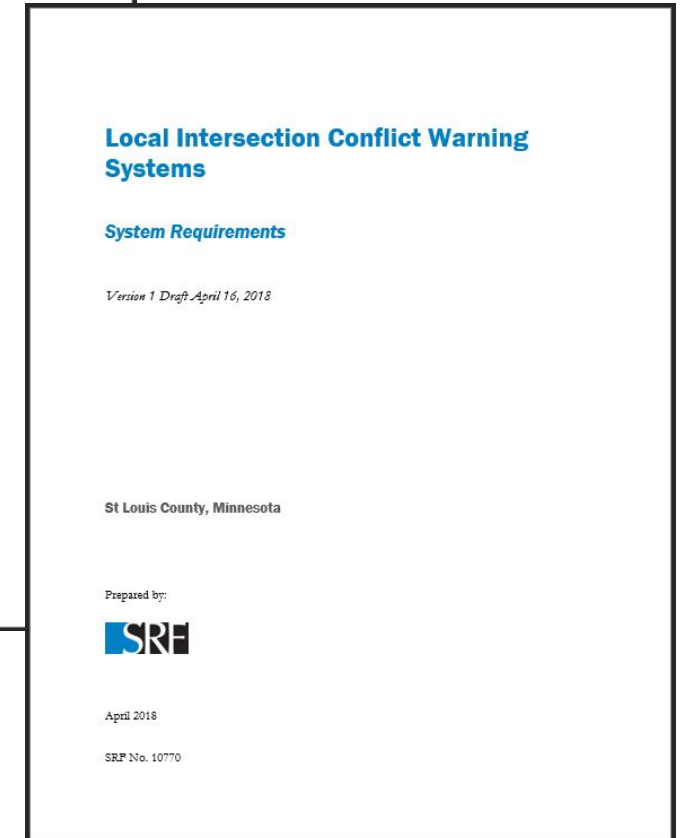 Local Intersection Conflict Warning
Systems
System Requirements
Version 1 Draft April 16, 2018
St Louis County, Minnesota
Prepared by:
SRF
April 2018
SRF No. 10770